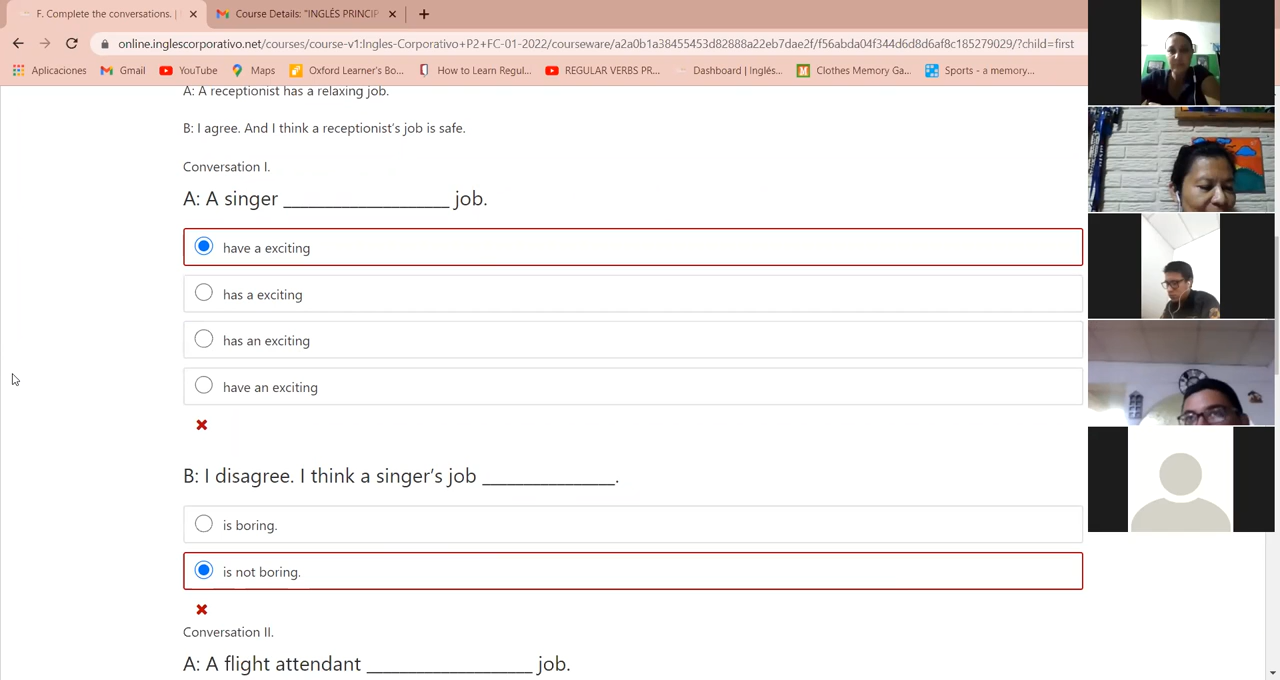 F. Complete the conversations. |
Course Details: "INGLÉS PRINCIP
online.inglescorporativo.net/courses/course-v1:Ingles-Corporativo+P2+FC-01-2022/courseware/a2a0b1a38455453d82888a22eb7dae2f/f56abda04f344d6d8d6af8c185279029/?child=first
Aplicaciones Gmail YouTube Maps Oxford Learner's Bo... How to Learn Regul... REGULAR VERBS PR... Dashboard | Inglés... Clothes Memory Ga... Sports - a memory...
A: A receptionist has a relaxing job.
B: I agree. And I think a receptionist's job is safe.
Conversation I.
A: A singer ___________________ job.
have a exciting
has a exciting
has an exciting
have an exciting
B: I disagree. I think a singer's job _______________.
is boring.
is not boring.
Conversation II.
A: A flight attendant ___________________ job.